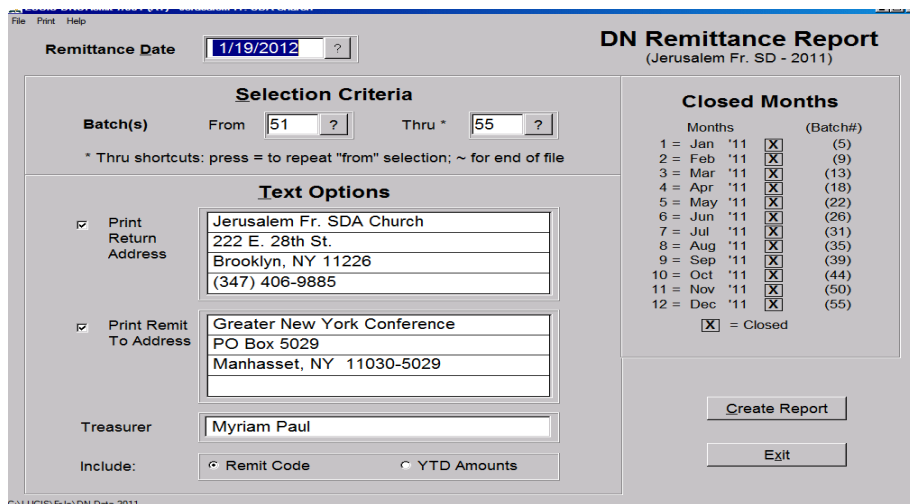 File Print Help
Remittance Date 1/19/2012 ?
DN Remittance Report
(Jerusalem Fr. SD - 2011)
Selection Criteria
Batch(s) From 51 ? Thru * 55 ?
* Thru shortcuts: press = to repeat "from" selection; ~ for end of file
Text Options
Print Return Address
Jerusalem Fr. SDA Church
222 E. 28th St.
Brooklyn, NY 11226
(347) 406-9885
Print Remit To Address
Greater New York Conference
PO Box 5029
Manhasset, NY 11030-5029
Treasurer Myriam Paul
Include: Remit Code YTD Amounts
Closed Months
Months (Batch#)
1 = Jan '11 X (5)
2 = Feb '11 X (9)
3 = Mar '11 X (13)
4 = Apr '11 X (18)
5 = May '11 X (22)
6 = Jun '11 X (26)
7 = Jul '11 X (31)
8 = Aug '11 X (35)
9 = Sep '11 X (39)
10 = Oct '11 X (44)
11 = Nov '11 X (50)
12 = Dec '11 X (55)
X = Closed
Create Report
Exit